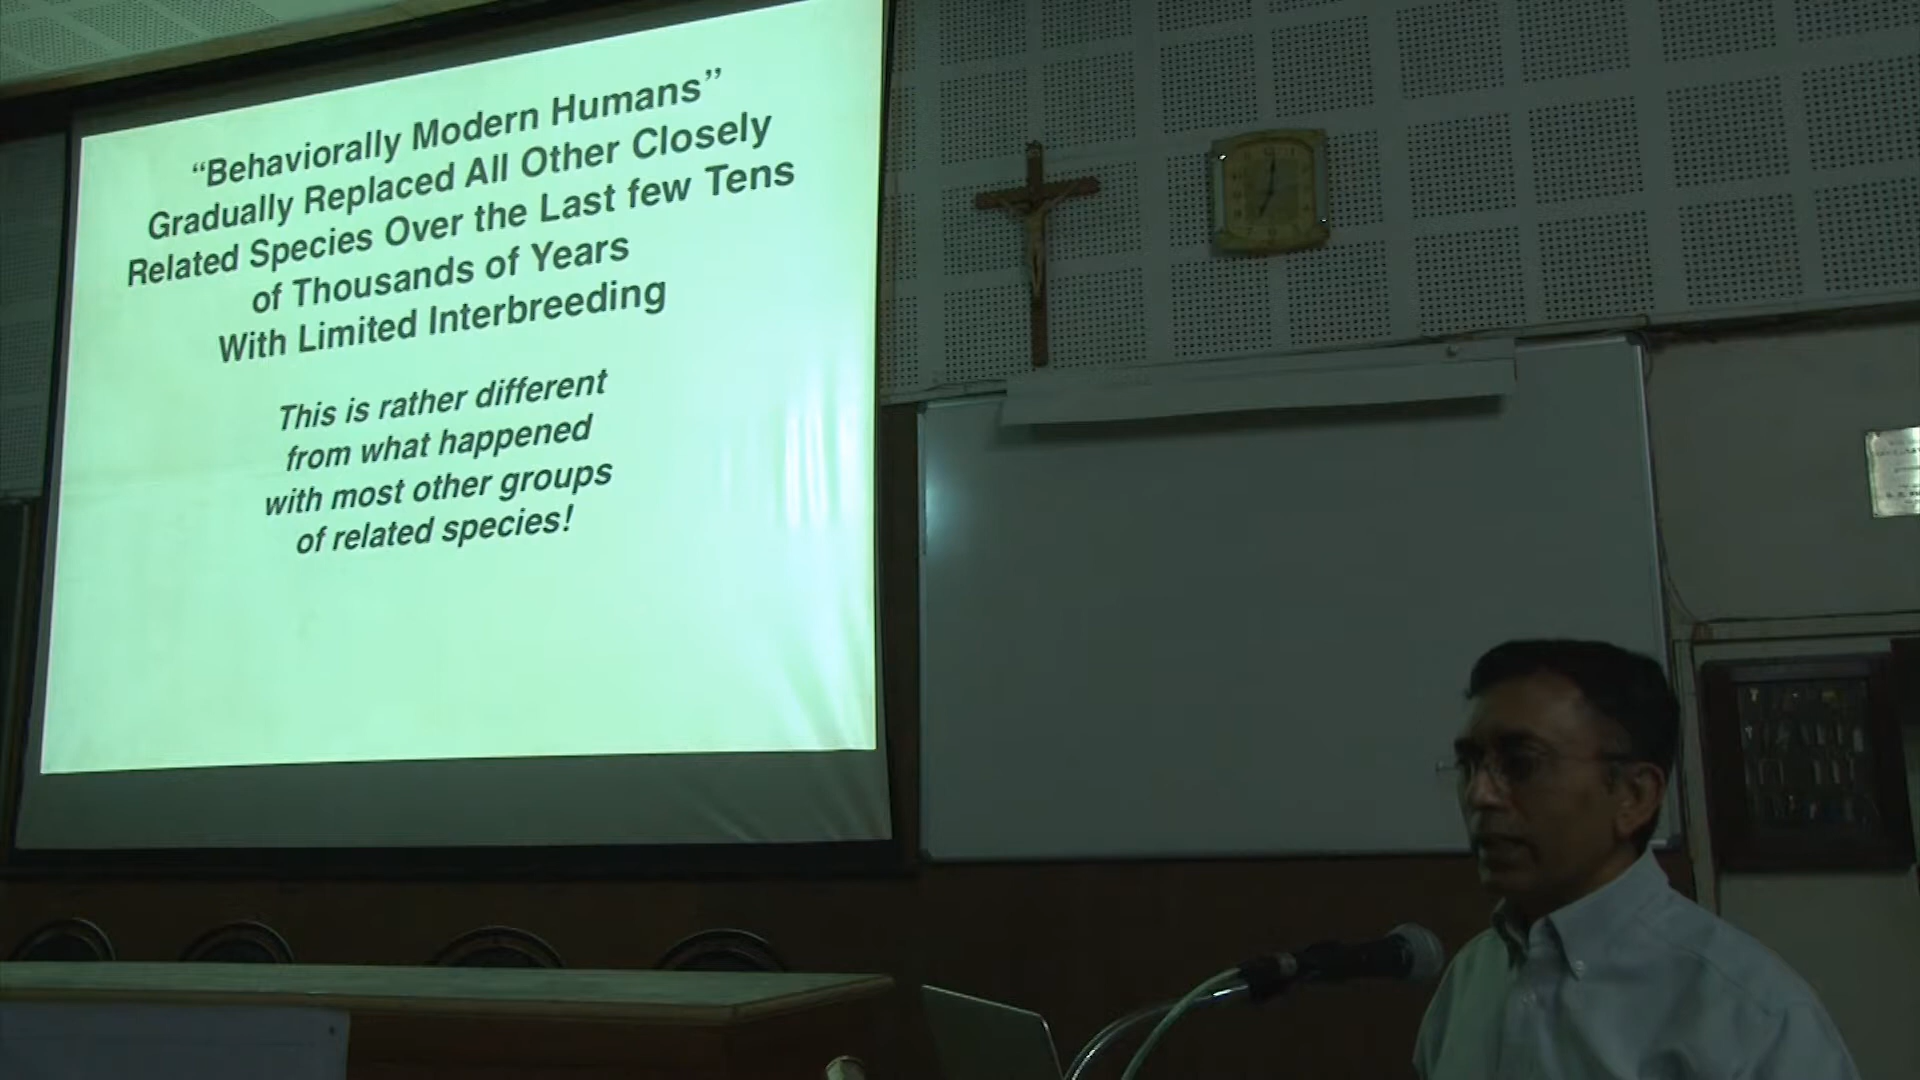 “Behaviorally Modern Humans”
Gradually Replaced All Other Closely
Related Species Over the Last few Tens
of Thousands of Years
With Limited Interbreeding
This is rather different
from what happened
with most other groups
of related species!